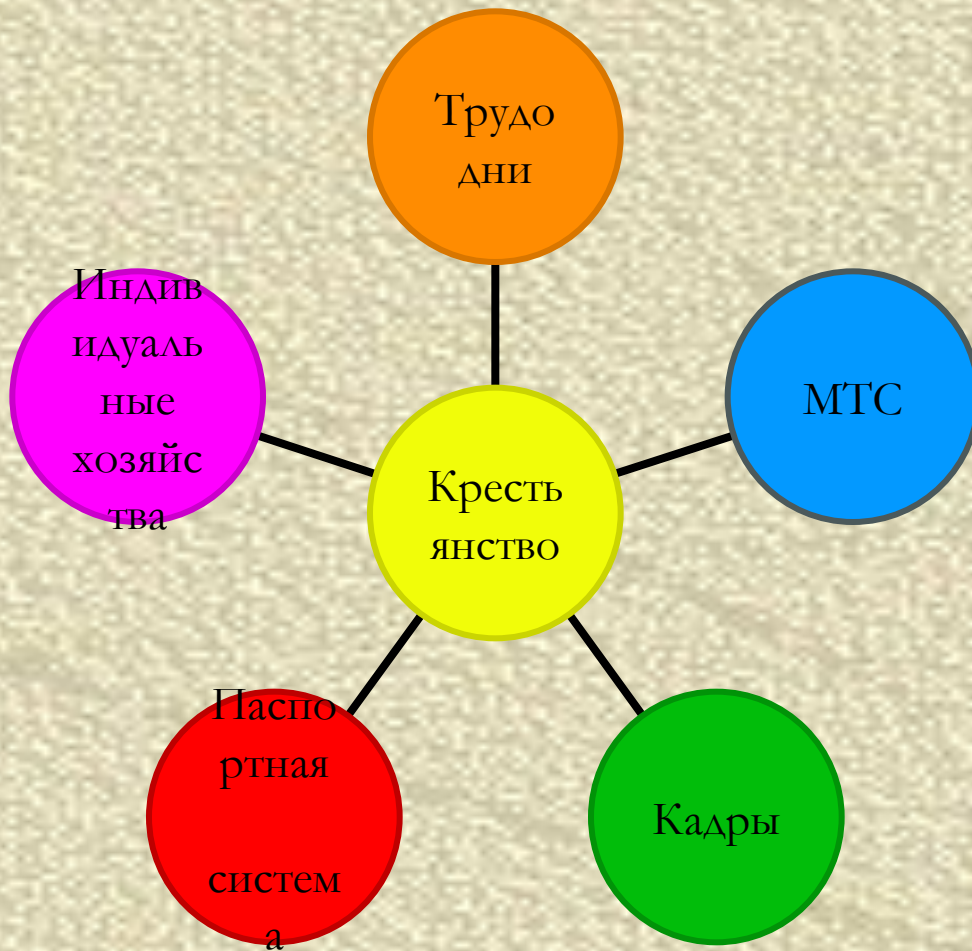 Трудо
дни
Индив
идуаль
ные
хозяйс
тва
МТС
Кресть
янство
Паспо
ртная
систем
а
Кадры